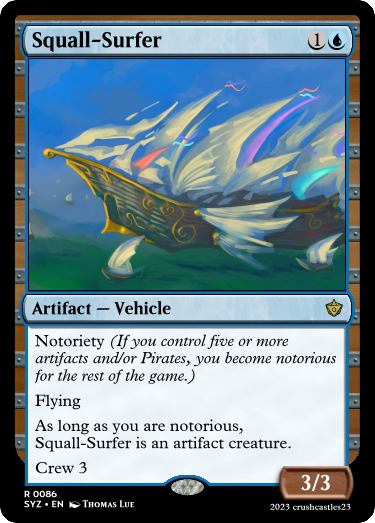 Squall-Surfer 1
Artifact — Vehicle
Notoriety (If you control five or more
artifacts and/or Pirates, you become notorious
for the rest of the game.)
Flying
As long as you are notorious,
Squall-Surfer is an artifact creature.
Crew 3
3/3
R 0086
SYZ • EN Thomas Lue
2023 crushcastles23